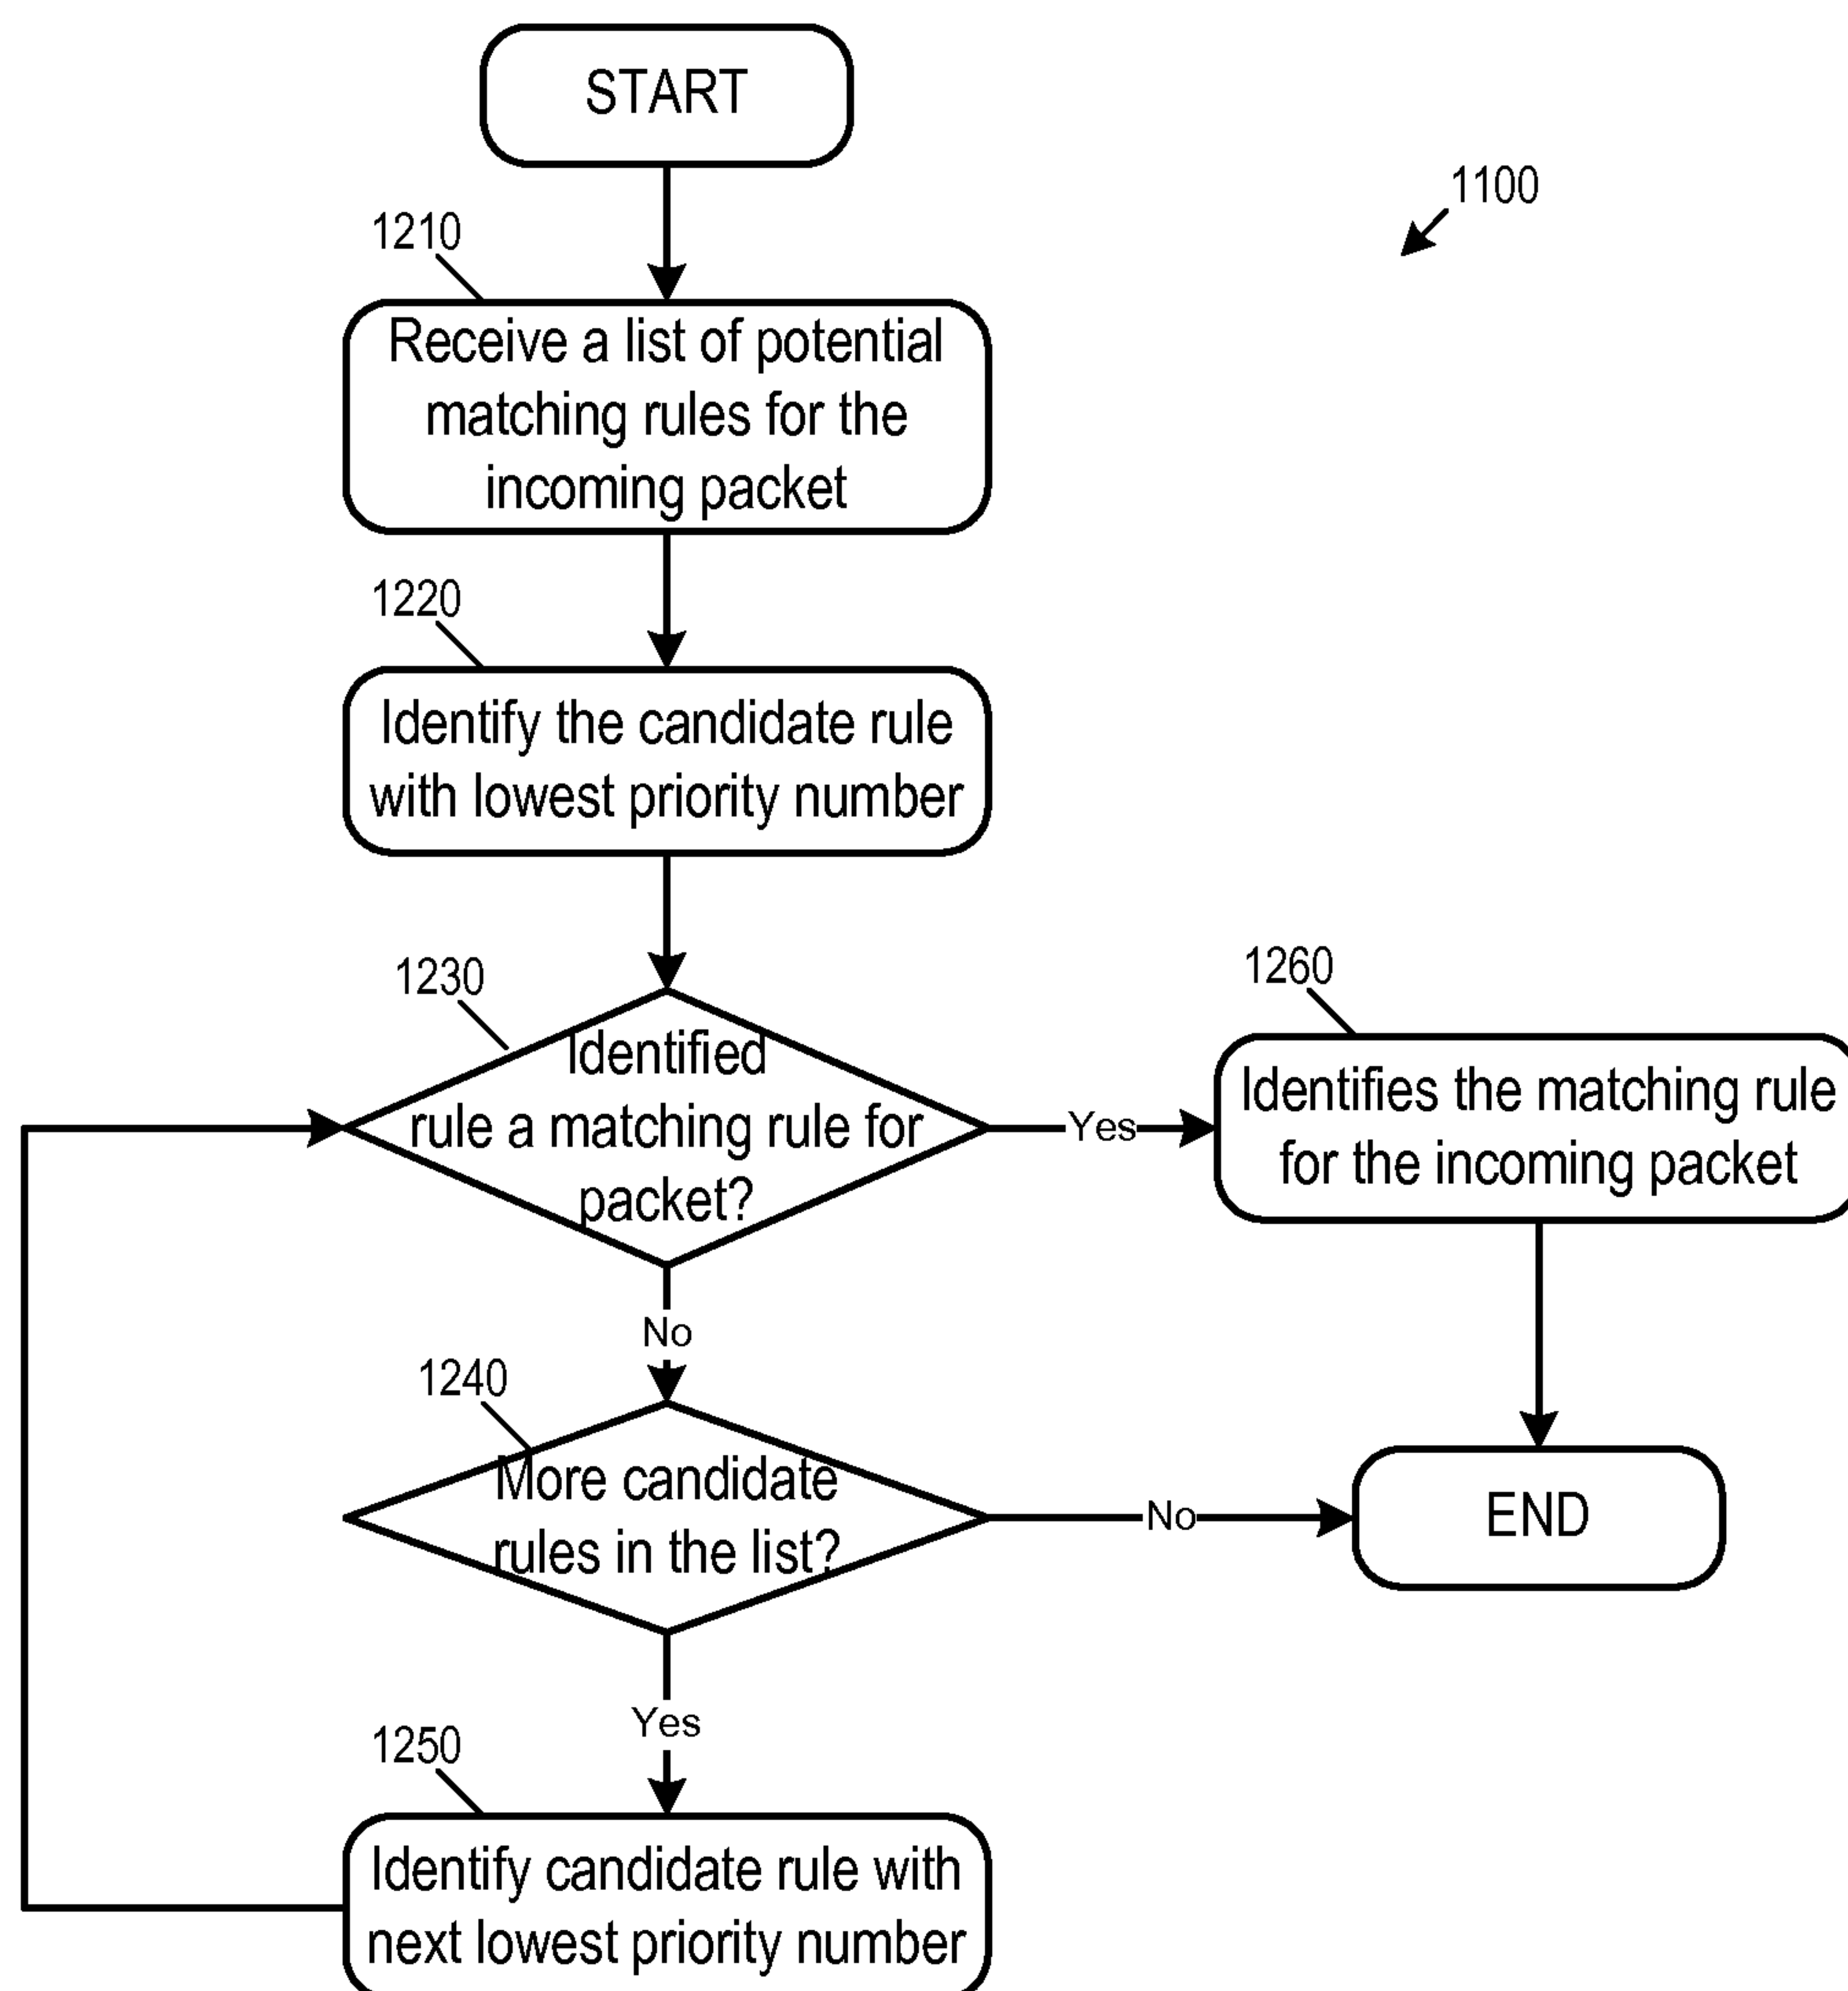 START
1100
1210
Receive a list of potential
matching rules for the
incoming packet
1220
Identify the candidate rule
with lowest priority number
1230
Identified
rule a matching rule for
packet?
Yes
1260
Identifies the matching rule
for the incoming packet
No
1240
More candidate
rules in the list?
No
END
Yes
1250
Identify candidate rule with
next lowest priority number